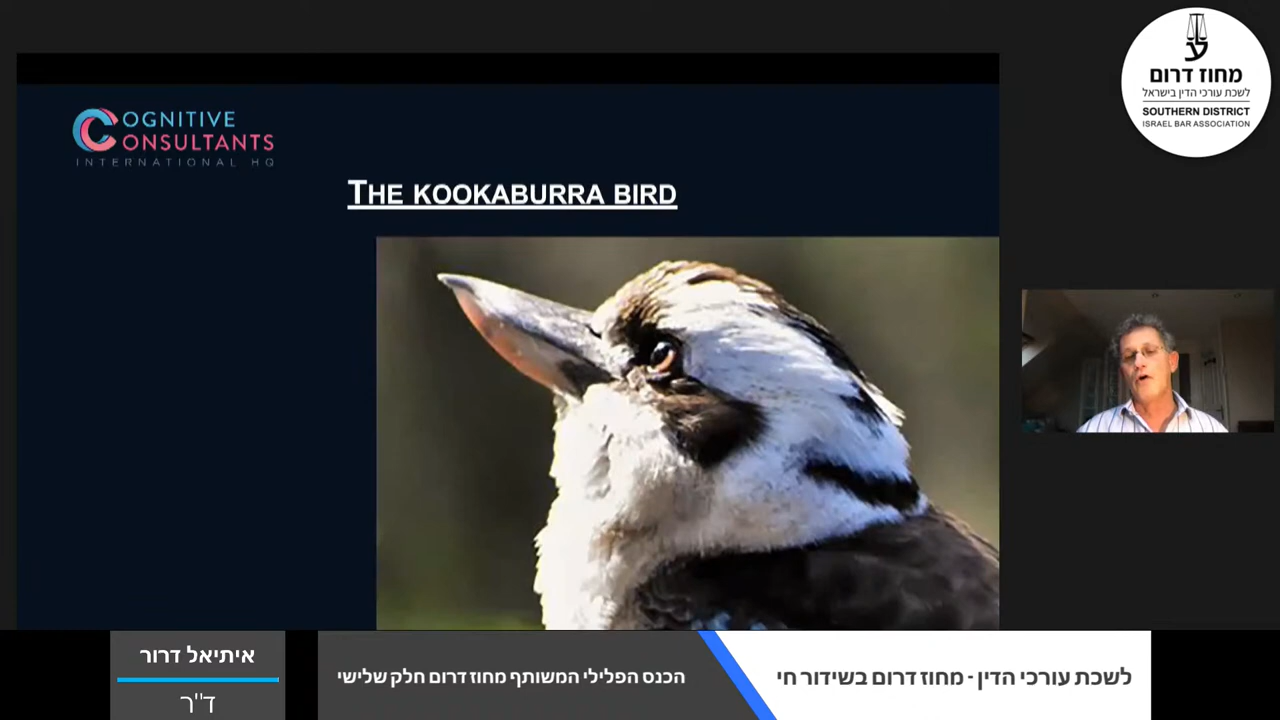 COGNITIVE
CONSULTANTS
INTERNATIONAL HQ
THE KOOKABURRA BIRD
ע
מחוז דרום
לשכת עורכי הדין בישראל
SOUTHERN DISTRICT
ISRAEL BAR ASSOCIATION
איתיאל דרור
ד"ר
הכנס הפלילי המשותף מחוז דרום חלק שלישי
לשכת עורכי הדין - מחוז דרום בשידור חי